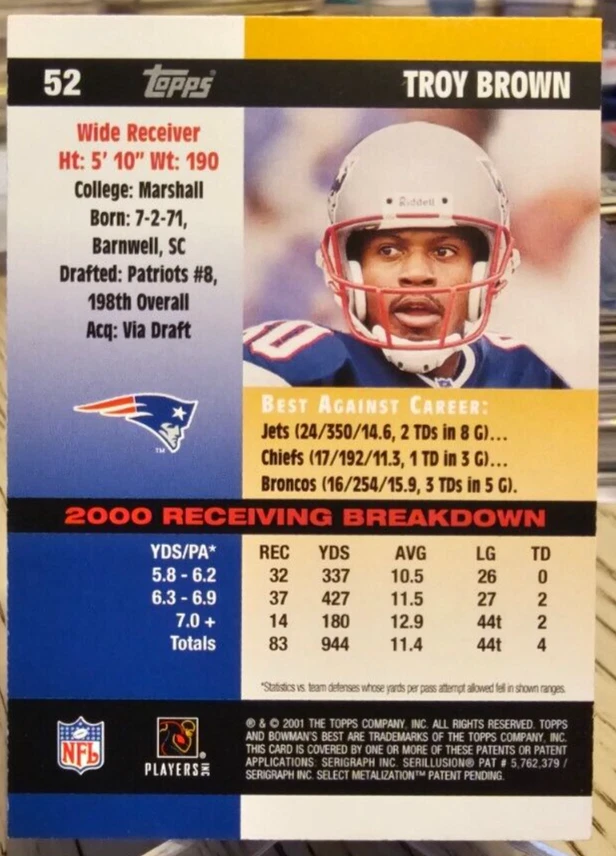 52 Topps TROY BROWN
Wide Receiver
Ht: 5' 10" Wt: 190
College: Marshall
Born: 7-2-71,
Barnwell, SC
Drafted: Patriots #8,
198th Overall
Acq: Via Draft
TM
Riddell
BEST AGAINST CAREER:
Jets (24/350/14.6, 2 TDs in 8 G)...
Chiefs (17/192/11.3, 1 TD in 3 G)...
Broncos (16/254/15.9, 3 TDs in 5 G).
2000 RECEIVING BREAKDOWN
YDS/PA* REC YDS AVG LG TD
5.8 - 6.2 32 337 10.5 26 0
6.3 - 6.9 37 427 11.5 27 2
7.0 + 14 180 12.9 44t 2
Totals 83 944 11.4 44t 4
*Statistics vs. team defenses whose yards per pass attempt allowed fell in shown ranges.
NFL
PLAYERS INC ®
® & © 2001 THE TOPPS COMPANY, INC. ALL RIGHTS RESERVED. TOPPS
AND BOWMAN'S BEST ARE TRADEMARKS OF THE TOPPS COMPANY, INC.
THIS CARD IS COVERED BY ONE OR MORE OF THESE PATENTS OR PATENT
APPLICATIONS: SERIGRAPH INC. SERILLUSION® PAT # 5,762,379 /
SERIGRAPH INC. SELECT METALIZATION™ PATENT PENDING.